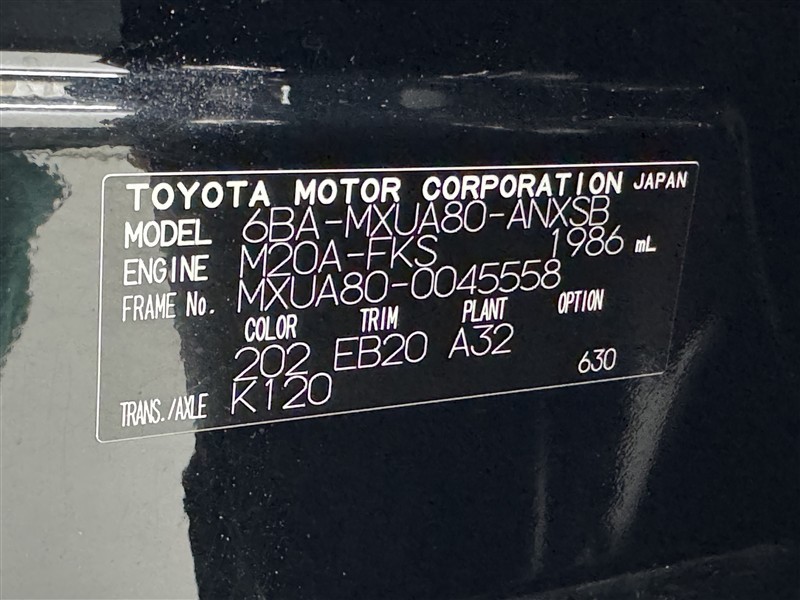 TOYOTA MOTOR CORPORATION JAPAN
MODEL 6BA-MXUA80-ANXSB
ENGINE M20A-FKS 1986 mL
FRAME No. MXUA80-0045558
COLOR TRIM PLANT OPTION
202 EB20 A32 630
TRANS./AXLE K120